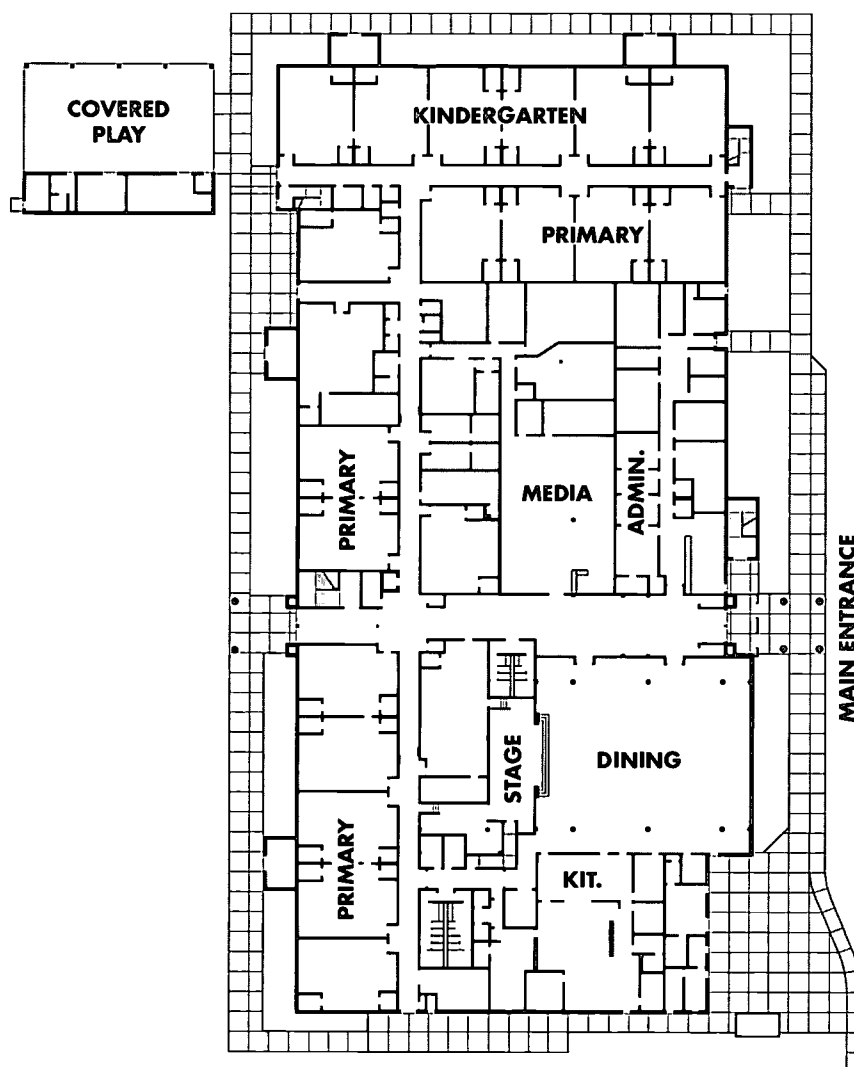 COVERED
PLAY
KINDERGARTEN
PRIMARY
PRIMARY
MEDIA
ADMIN.
MAIN ENTRANCE
STAGE
DINING
PRIMARY
KIT.